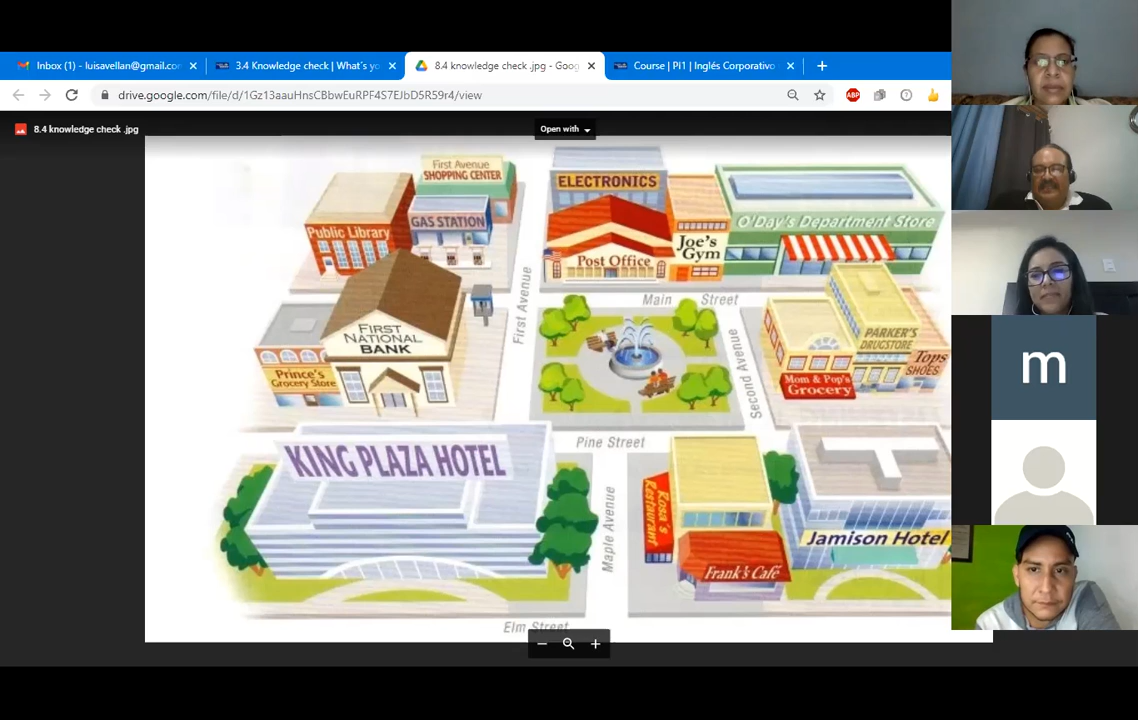 Inbox (1) - luisavellan@gmail.co
3.4 Knowledge check | What's yo
8.4 knowledge check .jpg - Goog
Course | PI1 | Inglés Corporativo
drive.google.com/file/d/1Gz13aauHnsCBbwEuRPF4S7EJbD5R59r4/view
ABP
8.4 knowledge check .jpg
Open with
First Avenue
SHOPPING CENTER
ELECTRONICS
Public Library
GAS STATION
Post Office
Joe's
Gym
O'Day's Department Store
First Avenue
Main Street
Second Avenue
FIRST
NATIONAL
BANK
Prince's
Grocery Store
PARKER'S
DRUGSTORE
Tops
SHOES
Mom & Pop's
Grocery
m
Pine Street
KING PLAZA HOTEL
Maple Avenue
Rosa's
Restaurant
Frank's Café
Jamison Hotel
Elm Street